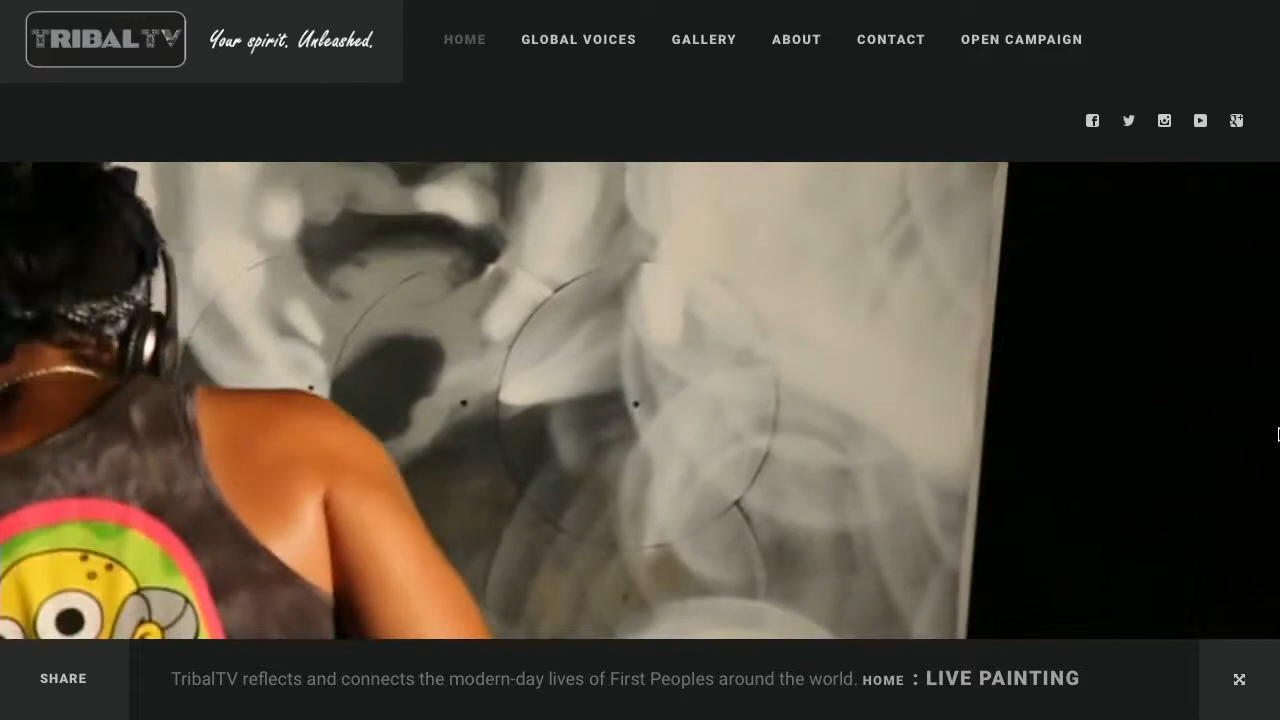 TRIBALTV Your spirit. Unleashed. HOME GLOBAL VOICES GALLERY ABOUT CONTACT OPEN CAMPAIGN
SHARE TribalTV reflects and connects the modern-day lives of First Peoples around the world. HOME : LIVE PAINTING